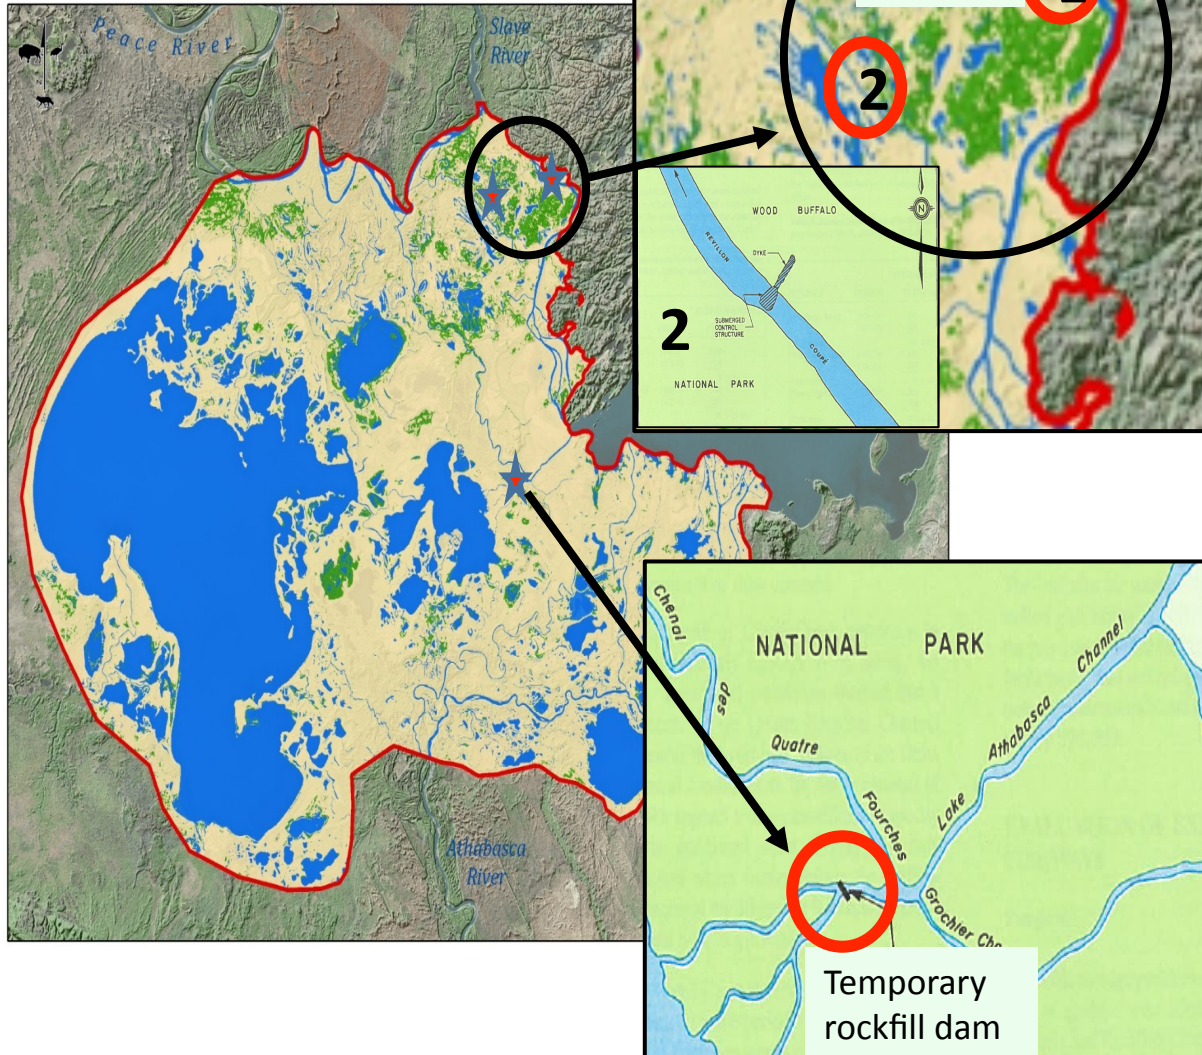 Peace River
Slave
River
2
WOOD BUFFALO
N
REVILLON
DYKE
2
SUBMERGED
CONTROL
STRUCTURE
COUPÉ
NATIONAL PARK
Chenal
des
Quatre
Fourches
NATIONAL PARK
Lake Athabasca Channel
Grochier Cha
Athabasca
River
Temporary
rockfill dam